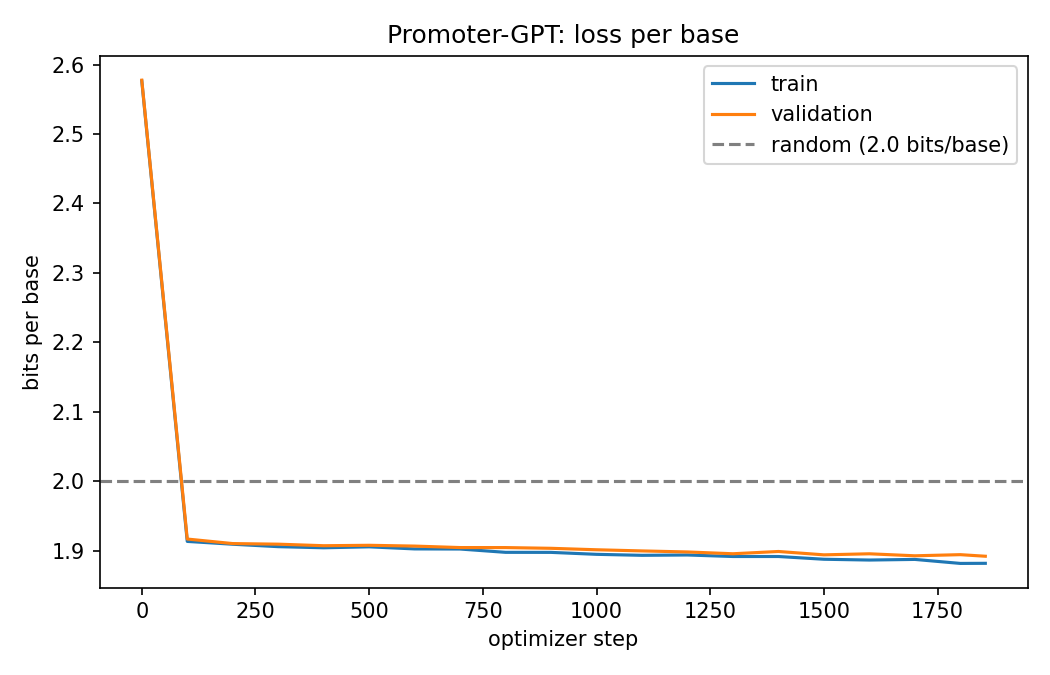 Promoter-GPT: loss per base
train
validation
random (2.0 bits/base)
bits per base
2.6
2.5
2.4
2.3
2.2
2.1
2.0
1.9
0 250 500 750 1000 1250 1500 1750
optimizer step